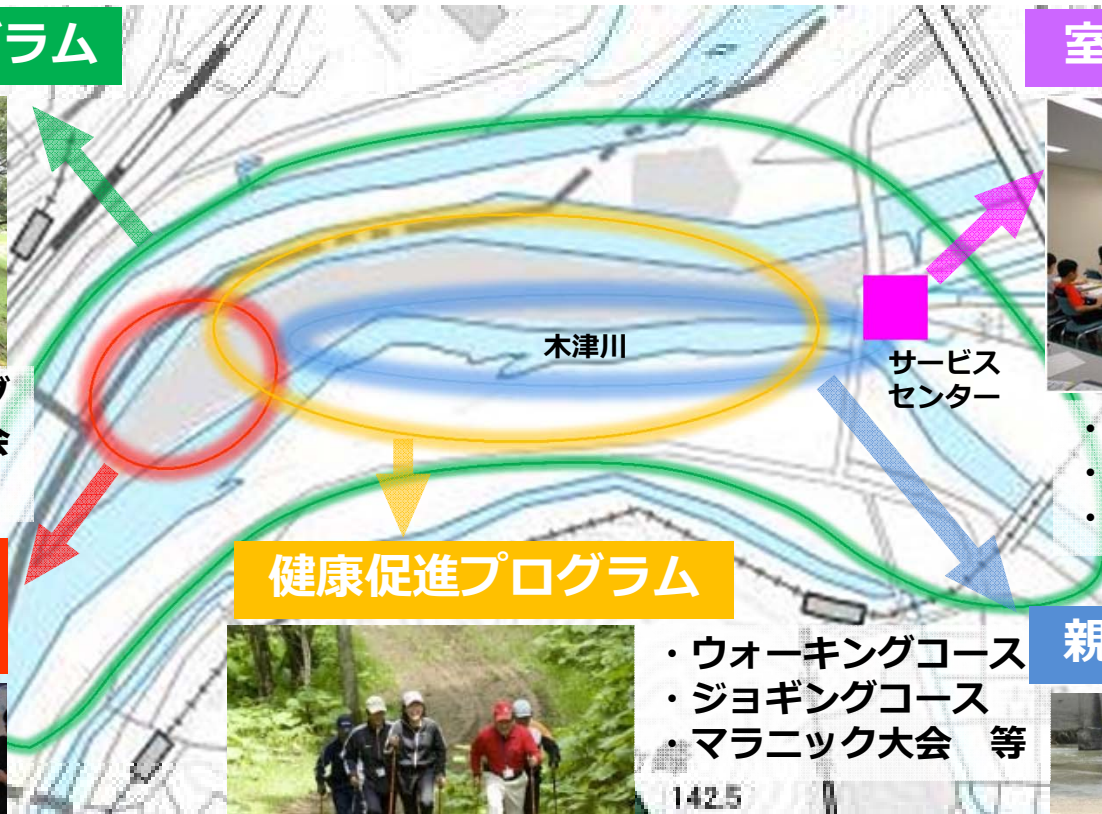 ラム
室
木津川
サービス
センター
グ
会
・
・
・
健康促進プログラム
・ウォーキングコース
・ジョギングコース
・マラニック大会 等
親
142.5